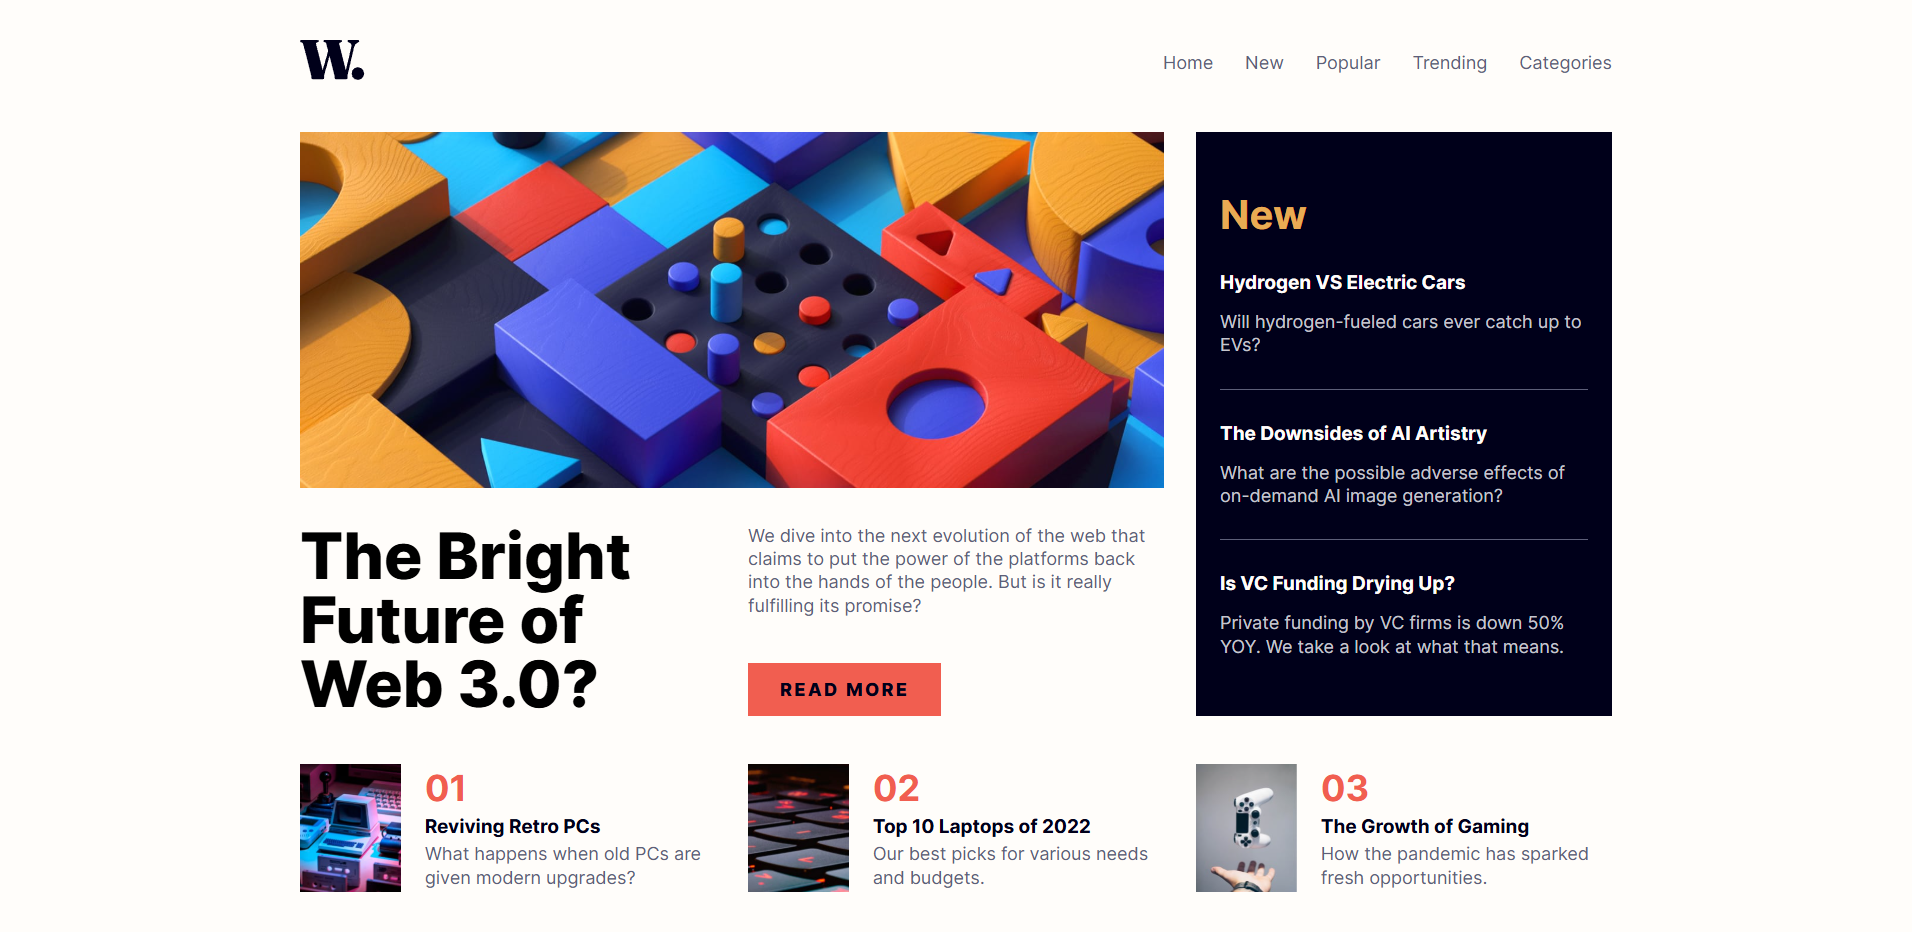 W.
Home New Popular Trending Categories
New
Hydrogen VS Electric Cars
Will hydrogen-fueled cars ever catch up to
EVs?
The Downsides of AI Artistry
What are the possible adverse effects of
on-demand AI image generation?
Is VC Funding Drying Up?
Private funding by VC firms is down 50%
YOY. We take a look at what that means.
The Bright
Future of
Web 3.0?
We dive into the next evolution of the web that
claims to put the power of the platforms back
into the hands of the people. But is it really
fulfilling its promise?
READ MORE
01
Reviving Retro PCs
What happens when old PCs are
given modern upgrades?
02
Top 10 Laptops of 2022
Our best picks for various needs
and budgets.
03
The Growth of Gaming
How the pandemic has sparked
fresh opportunities.